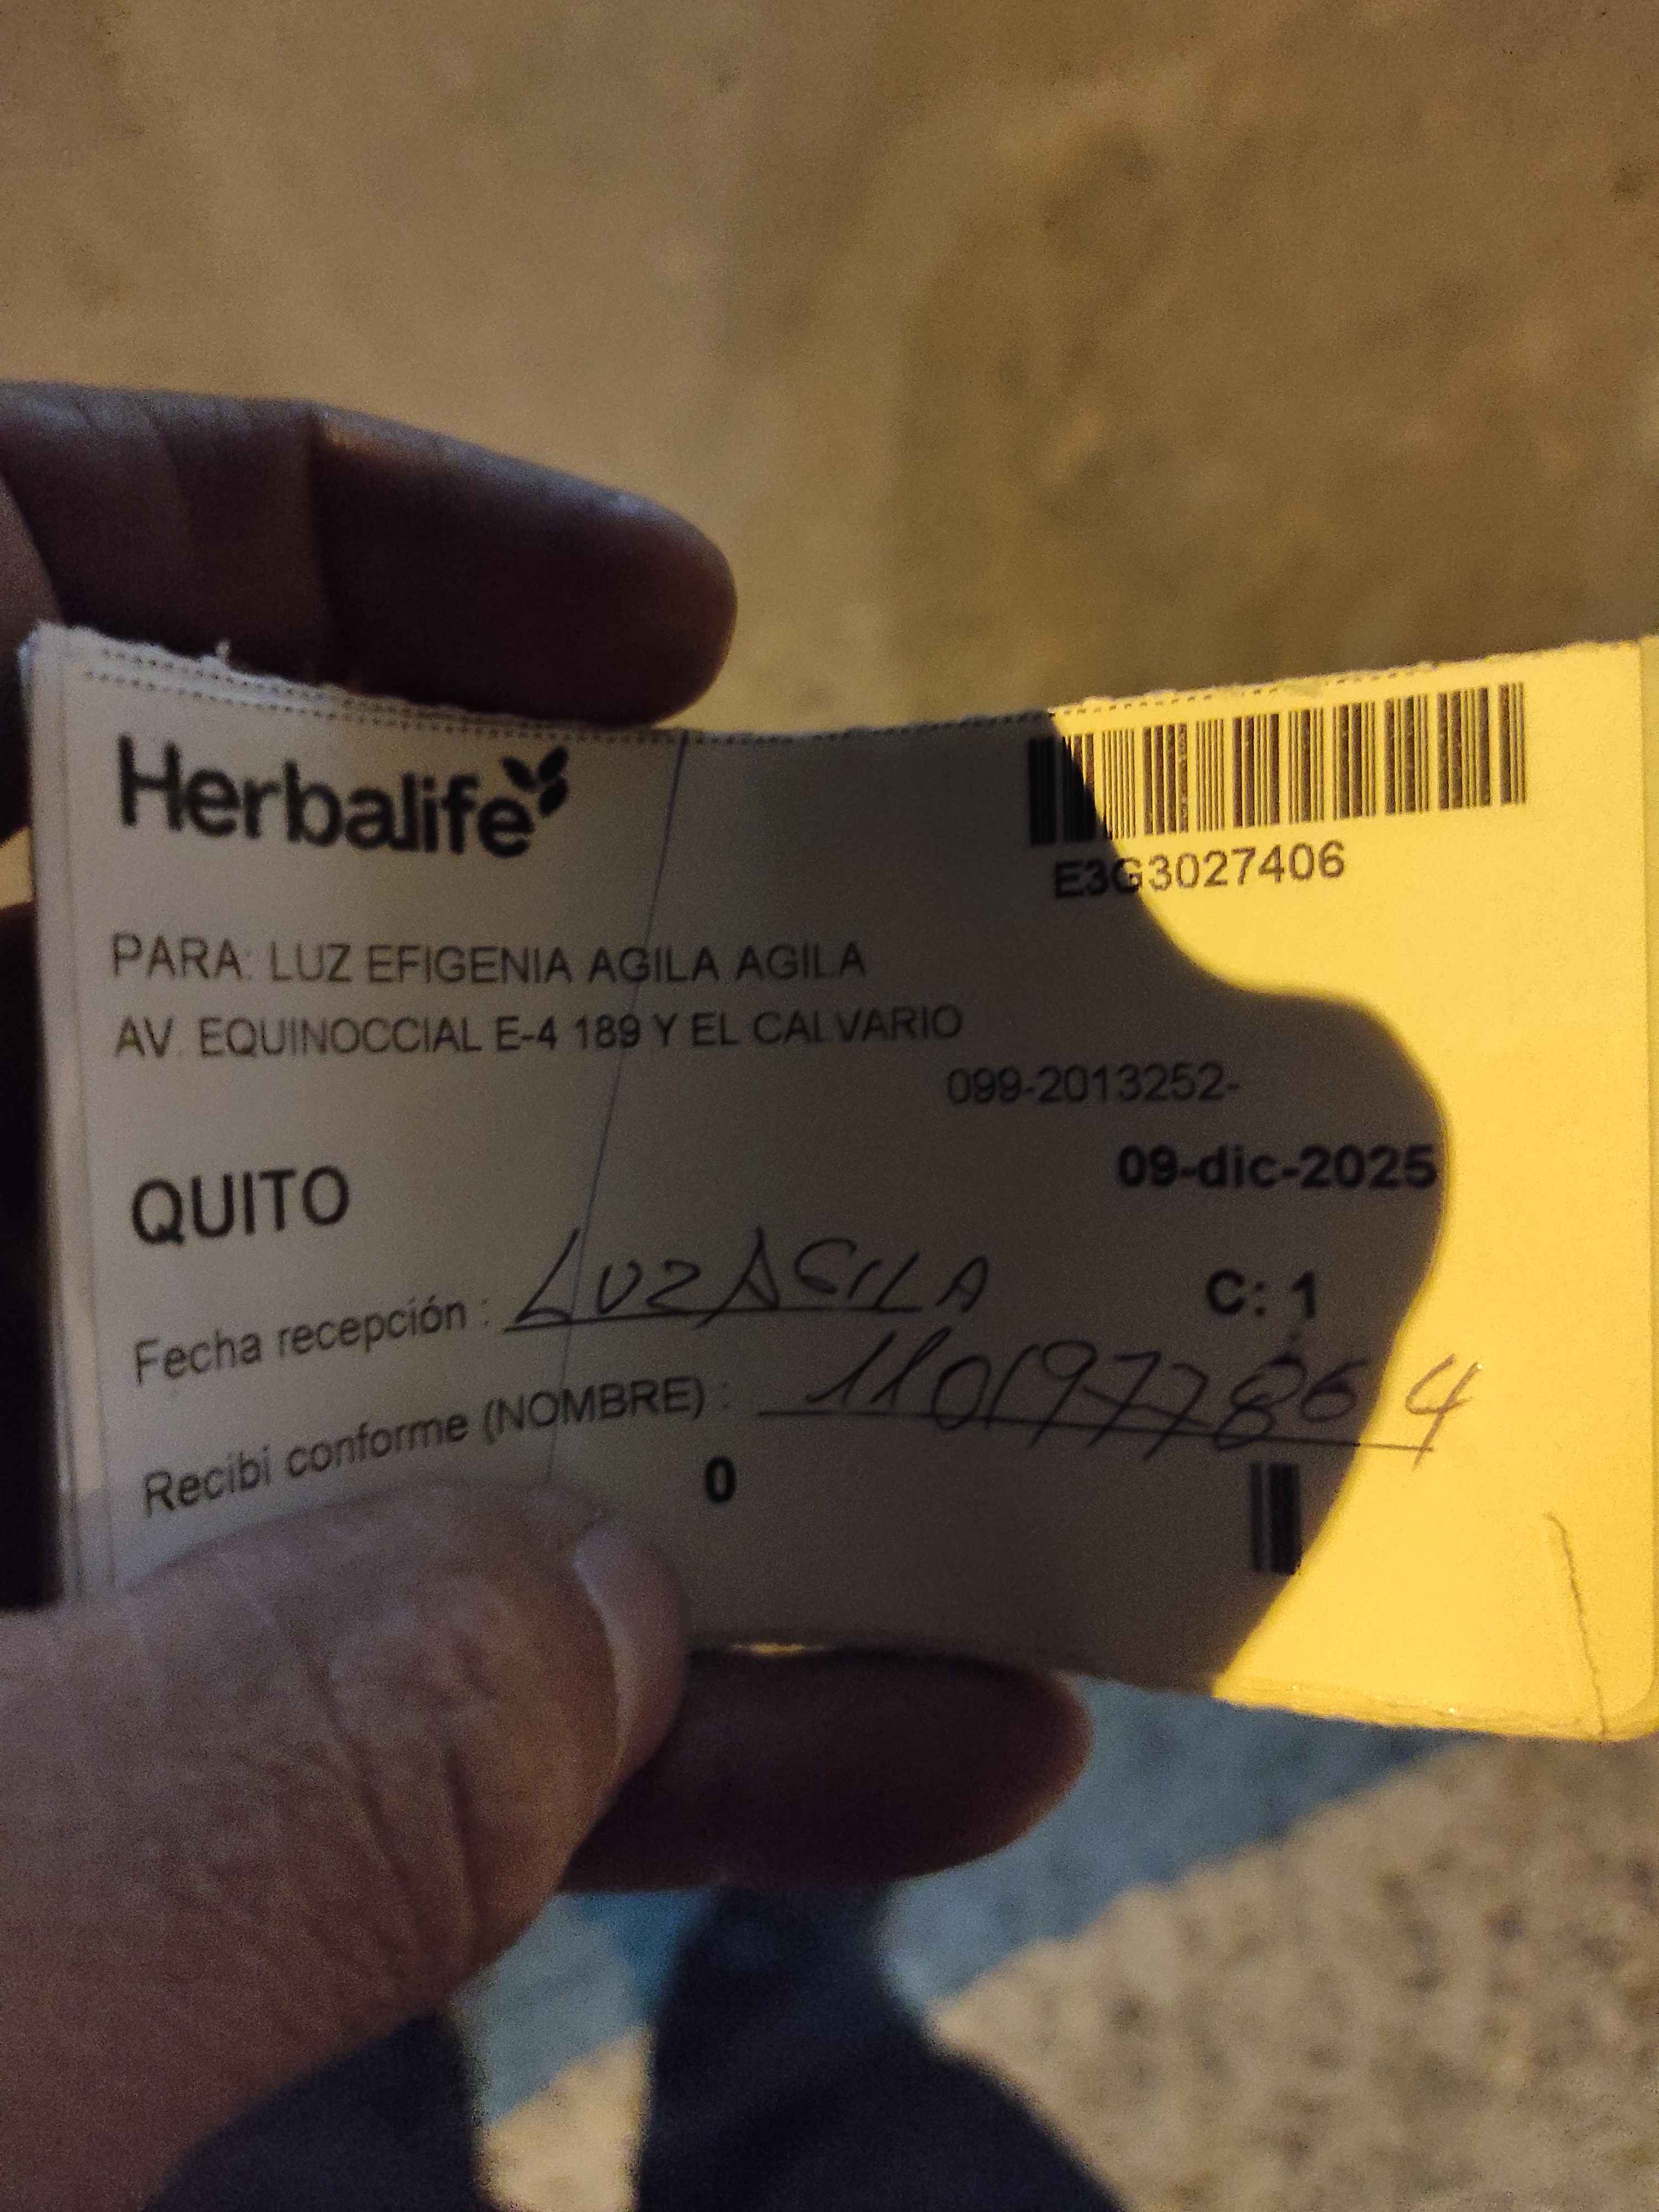 Herbalife
E3G3027406
PARA: LUZ EFIGENIA AGILA AGILA
AV. EQUINOCCIAL E-4 189 Y EL CALVARIO
099-2013252-
QUITO
09-dic-2025
Fecha recepción : LUZ AGILA
C: 1
Recibi conforme (NOMBRE) : 1101977864
0